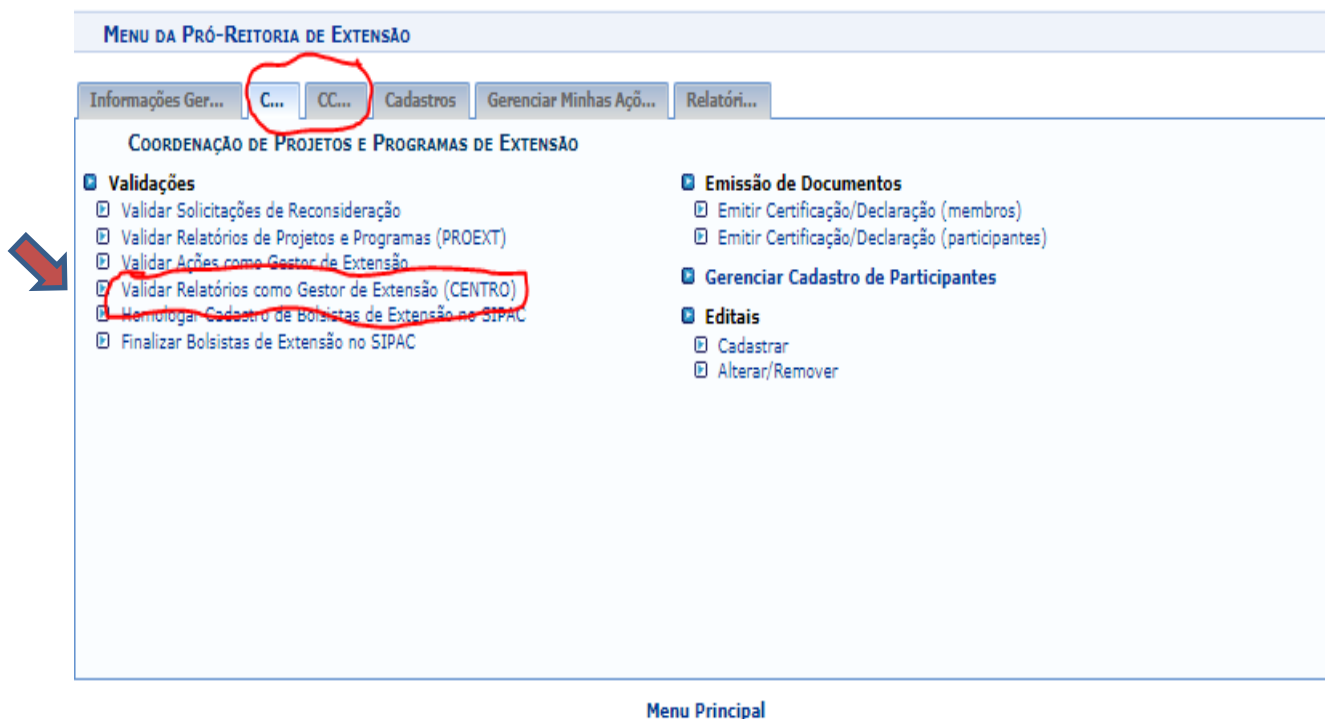 MENU DA PRÓ-REITORIA DE EXTENSÃO
Informações Ger... C... CC... Cadastros Gerenciar Minhas Açõ... Relatóri...
COORDENAÇÃO DE PROJETOS E PROGRAMAS DE EXTENSÃO
Validações
Validar Solicitações de Reconsideração
Validar Relatórios de Projetos e Programas (PROEXT)
Validar Ações como Gestor de Extensão
Validar Relatórios como Gestor de Extensão (CENTRO)
Homologar Cadastro de Bolsistas de Extensão no SIPAC
Finalizar Bolsistas de Extensão no SIPAC
Emissão de Documentos
Emitir Certificação/Declaração (membros)
Emitir Certificação/Declaração (participantes)
Gerenciar Cadastro de Participantes
Editais
Cadastrar
Alterar/Remover
Menu Principal